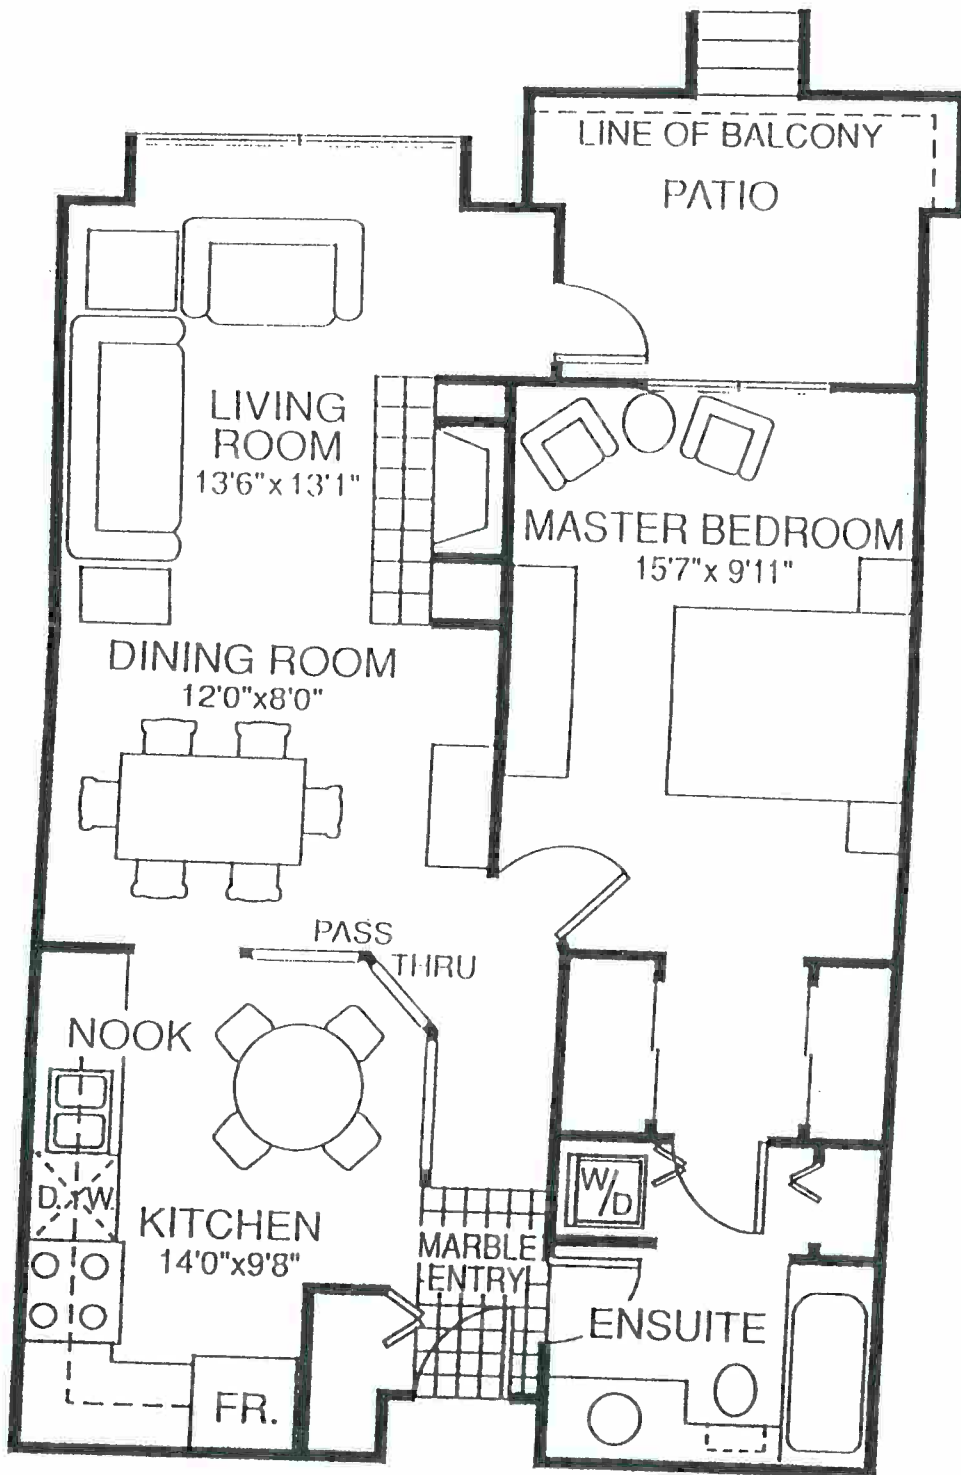 LINE OF BALCONY
PATIO
LIVING
ROOM
13'6"x 13'1"
MASTER BEDROOM
15'7"x 9'11"
DINING ROOM
12'0"x8'0"
PASS
THRU
NOOK
D.W.
KITCHEN
14'0"x9'8"
W/D
MARBLE
ENTRY
ENSUITE
FR.